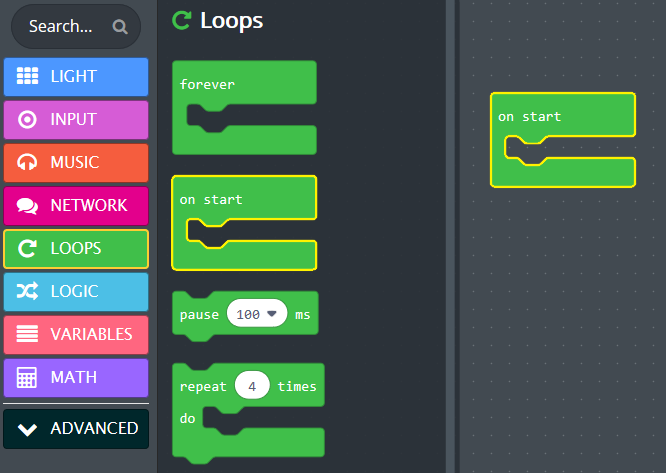 Search...
LIGHT
INPUT
MUSIC
NETWORK
LOOPS
LOGIC
VARIABLES
MATH
ADVANCED
Loops
forever
on start
pause 100 ms
repeat 4 times
do
on start